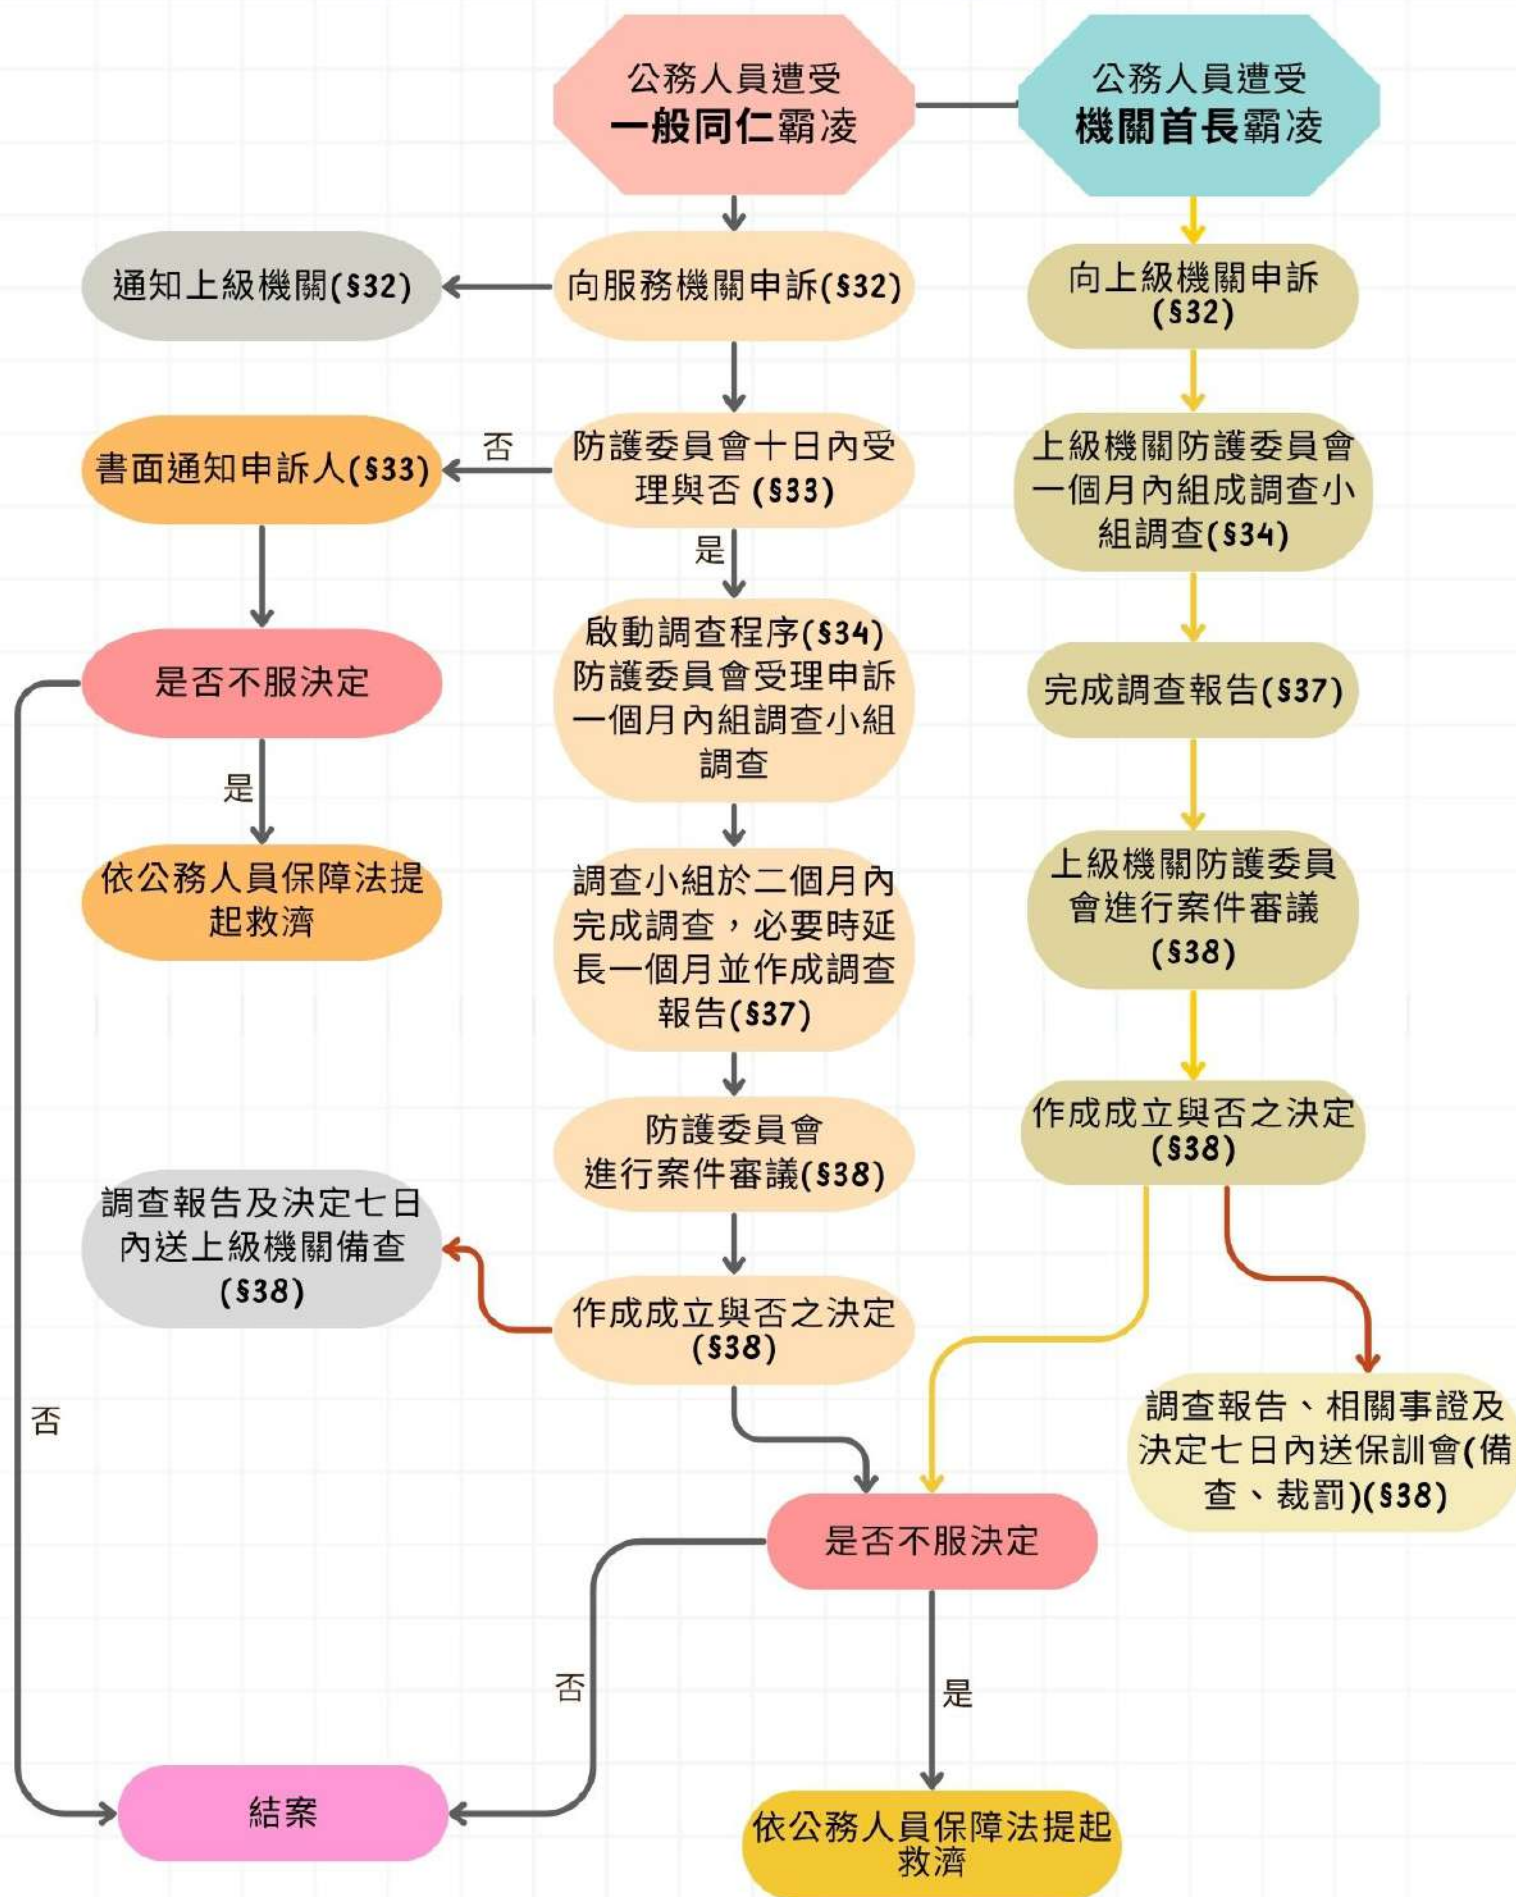 公務人員遭受
一般同仁霸凌
公務人員遭受
機關首長霸凌
通知上級機關(§32)
向服務機關申訴(§32)
向上級機關申訴
(§32)
書面通知申訴人(§33)
否
防護委員會十日內受
理與否 (§33)
上級機關防護委員會
一個月內組成調查小
組調查(§34)
是
啟動調查程序(§34)
防護委員會受理申訴
一個月內組調查小組
調查
是否不服決定
完成調查報告(§37)
是
依公務人員保障法提
起救濟
調查小組於二個月內
完成調查，必要時延
長一個月並作成調查
報告(§37)
上級機關防護委員
會進行案件審議
(§38)
防護委員會
進行案件審議(§38)
作成成立與否之決定
(§38)
調查報告及決定七日
內送上級機關備查
(§38)
作成成立與否之決定
(§38)
否
調查報告、相關事證及
決定七日內送保訓會(備
查、裁罰)(§38)
是否不服決定
否
是
結案
依公務人員保障法提起
救濟